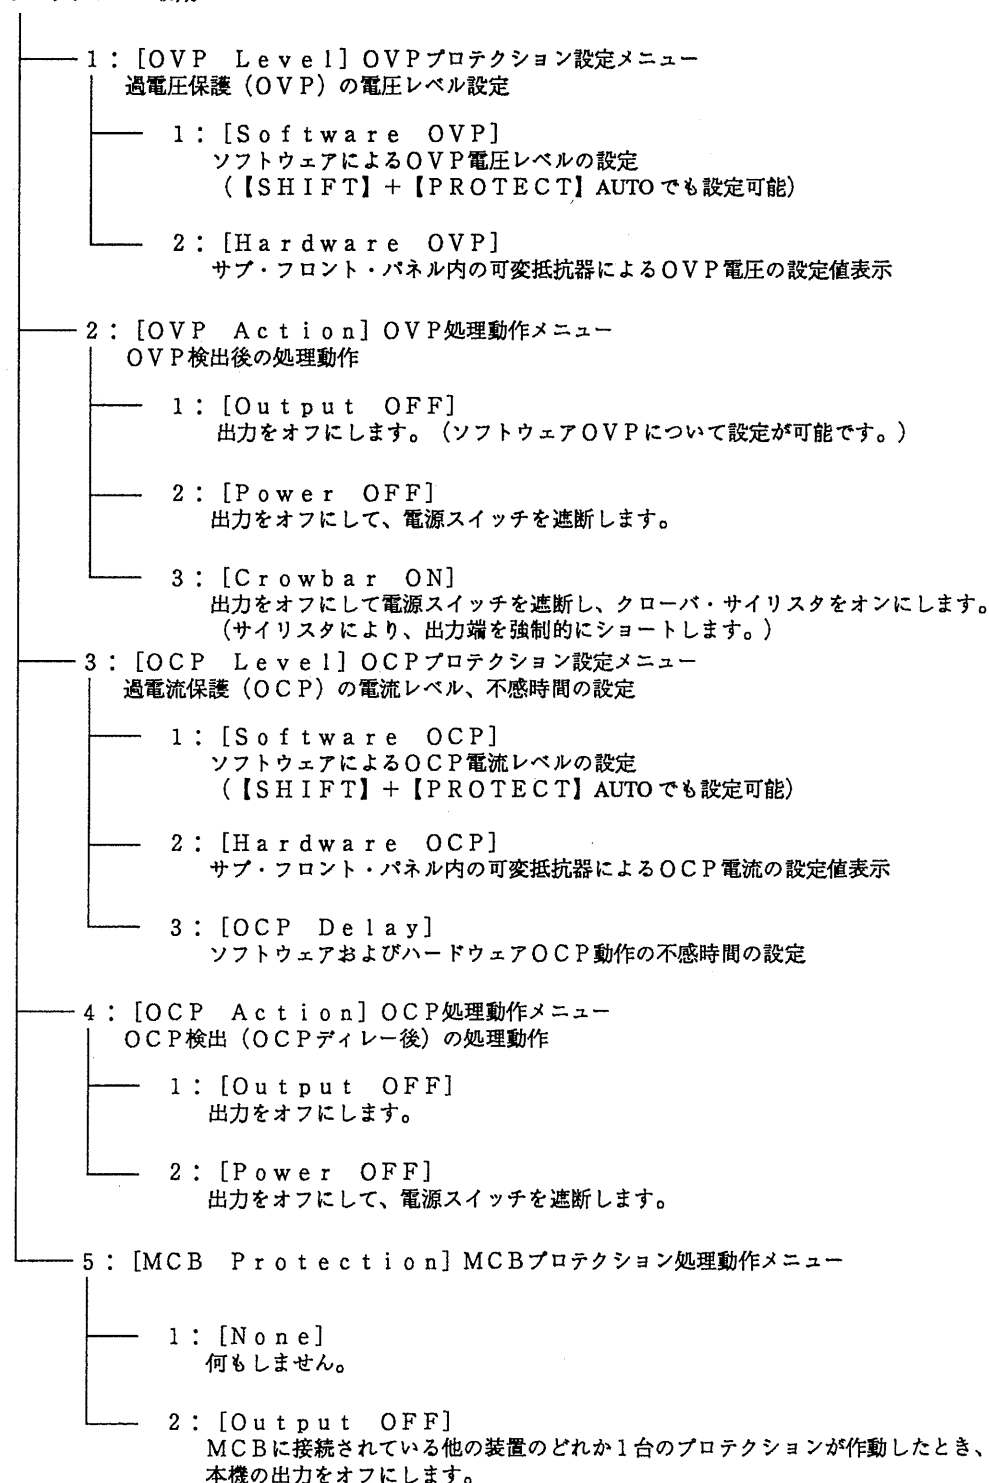 1：[OVP Level] OVPプロテクション設定メニュー
過電圧保護（OVP）の電圧レベル設定
1：[Software OVP]
ソフトウェアによるOVP電圧レベルの設定
（【SHIFT】＋【PROTECT】AUTOでも設定可能）
2：[Hardware OVP]
サブ・フロント・パネル内の可変抵抗器によるOVP電圧の設定値表示
2：[OVP Action] OVP処理動作メニュー
OVP検出後の処理動作
1：[Output OFF]
出力をオフにします。（ソフトウェアOVPについて設定が可能です。）
2：[Power OFF]
出力をオフにして、電源スイッチを遮断します。
3：[Crowbar ON]
出力をオフにして電源スイッチを遮断し、クローバ・サイリスタをオンにします。
（サイリスタにより、出力端を強制的にショートします。）
3：[OCP Level] OCPプロテクション設定メニュー
過電流保護（OCP）の電流レベル、不感時間の設定
1：[Software OCP]
ソフトウェアによるOCP電流レベルの設定
（【SHIFT】＋【PROTECT】AUTOでも設定可能）
2：[Hardware OCP]
サブ・フロント・パネル内の可変抵抗器によるOCP電流の設定値表示
3：[OCP Delay]
ソフトウェアおよびハードウェアOCP動作の不感時間の設定
4：[OCP Action] OCP処理動作メニュー
OCP検出（OCPディレー後）の処理動作
1：[Output OFF]
出力をオフにします。
2：[Power OFF]
出力をオフにして、電源スイッチを遮断します。
5：[MCB Protection] MCBプロテクション処理動作メニュー
1：[None]
何もしません。
2：[Output OFF]
MCBに接続されている他の装置のどれか1台のプロテクションが作動したとき、
本機の出力をオフにします。